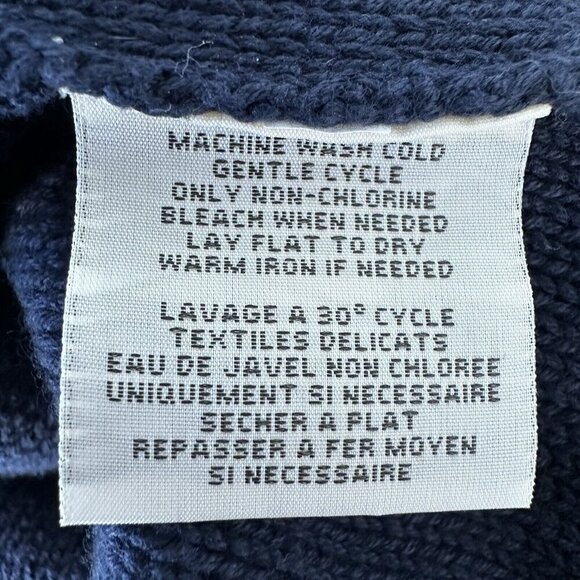 MACHINE WASH COLD
GENTLE CYCLE
ONLY NON-CHLORINE
BLEACH WHEN NEEDED
LAY FLAT TO DRY
WARM IRON IF NEEDED
LAVAGE A 30° CYCLE
TEXTILES DELICATS
EAU DE JAVEL NON CHLOREE
UNIQUEMENT SI NECESSAIRE
SECHER A PLAT
REPASSER A FER MOYEN
SI NECESSAIRE